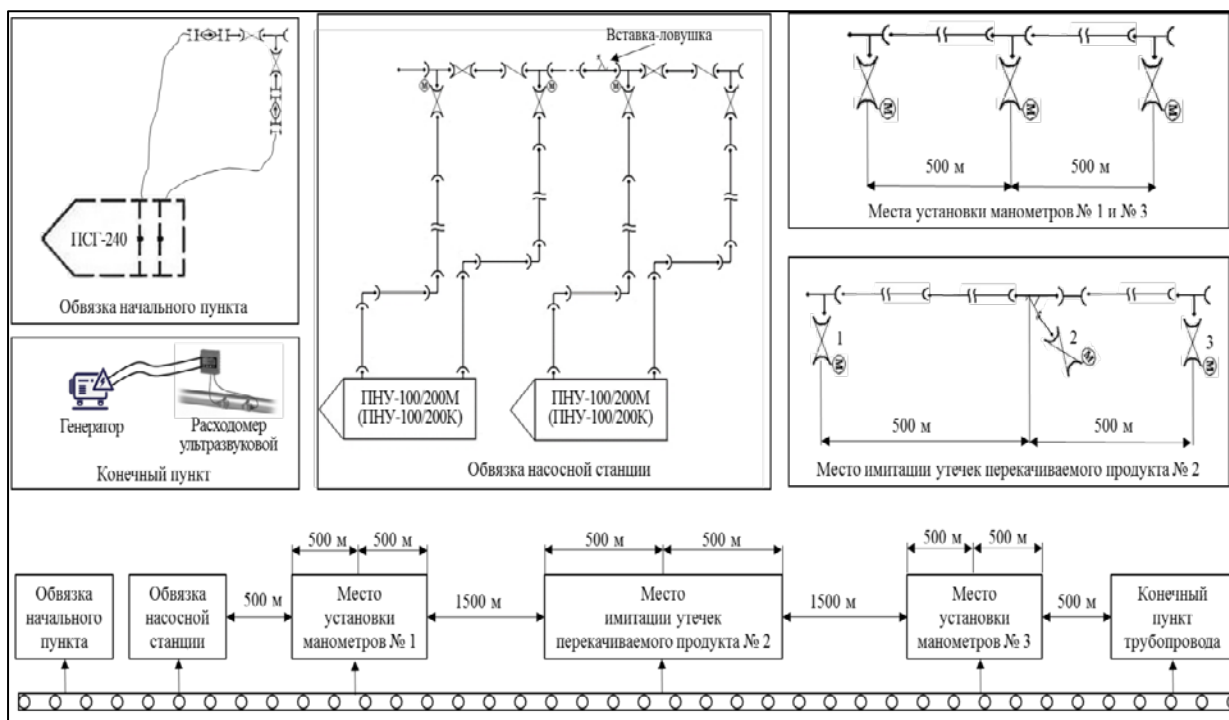 ПСГ-240
Обвязка начального пункта
Генератор
Расходомер
ультразвуковой
Конечный пункт
Вставка-ловушка
М
М
М
М
ПНУ-100/200М
(ПНУ-100/200К)
ПНУ-100/200М
(ПНУ-100/200К)
Обвязка насосной станции
М
М
М
500 м
500 м
Места установки манометров № 1 и № 3
1
М
2
М
3
М
500 м
500 м
Место имитации утечек перекачиваемого продукта № 2
500 м
500 м
500 м
500 м
500 м
500 м
Обвязка
начального
пункта
Обвязка
насосной
станции
500 м
Место
установки
манометров № 1
1500 м
Место
имитации утечек
перекачиваемого продукта № 2
1500 м
Место
установки
манометров № 3
500 м
Конечный
пункт
трубопровода